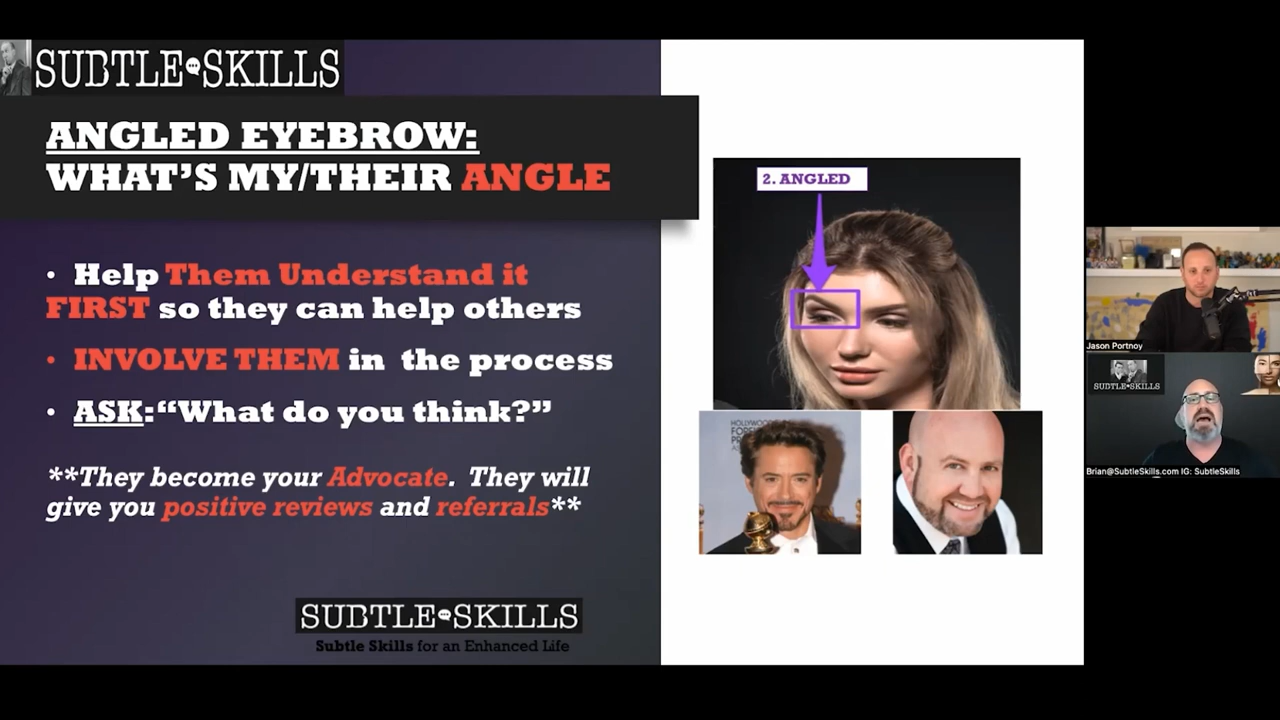 SUBTLE SKILLS
ANGLED EYEBROW:
WHAT'S MY/THEIR ANGLE
• Help Them Understand it
FIRST so they can help others
• INVOLVE THEM in the process
• ASK:“What do you think?”
**They become your Advocate. They will
give you positive reviews and referrals**
SUBTLE SKILLS
Subtle Skills for an Enhanced Life
2. ANGLED
HOLLYWOOD
Jason Portnoy
SUBTLE SKILLS
Brian@SubtleSkills.com IG: SubtleSkills